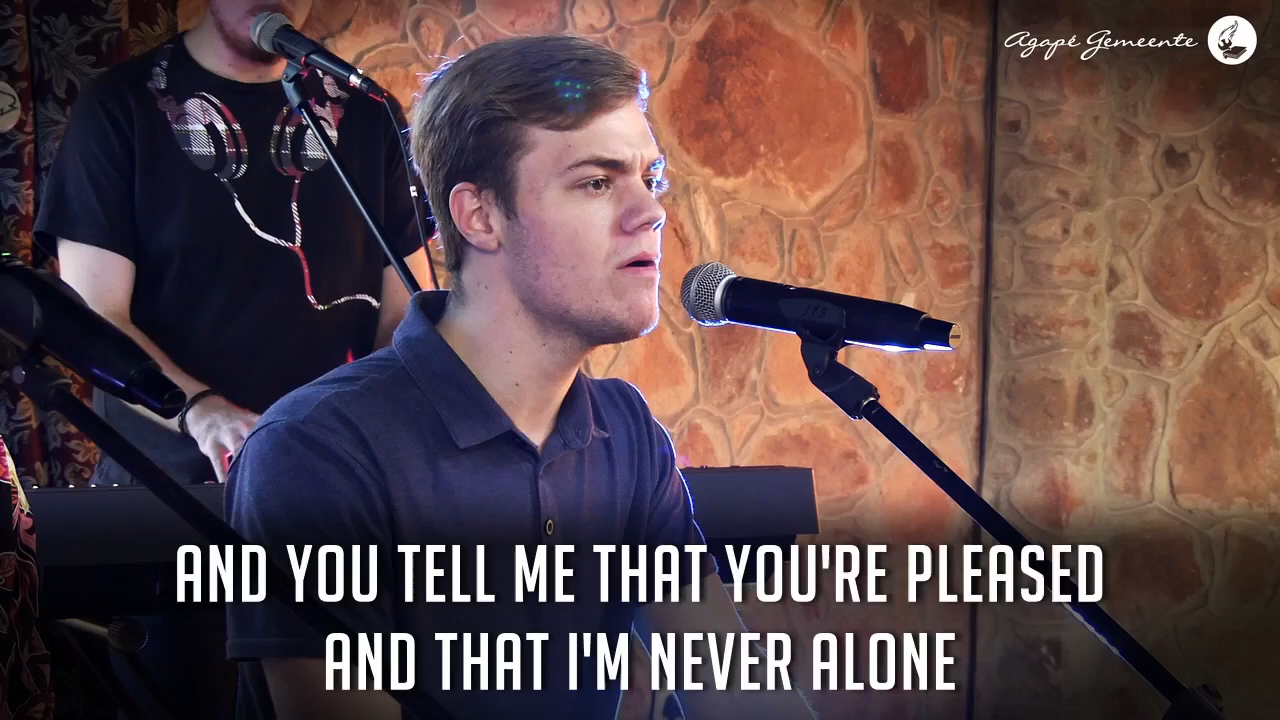 Agapé Gemeente
AND YOU TELL ME THAT YOU'RE PLEASED
AND THAT I'M NEVER ALONE